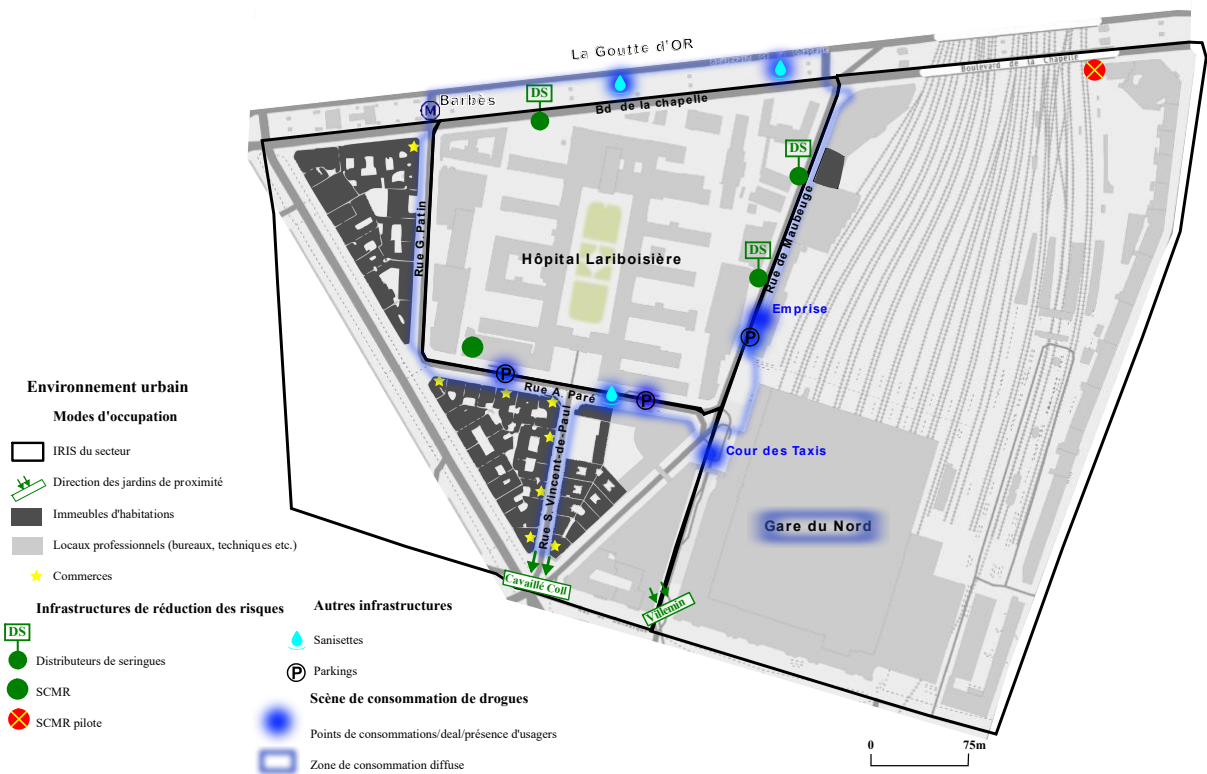 La Goutte d'OR
Boulevard de la Chapelle
Barbès
M
DS
Bd de la chapelle
DS
Rue G. Patin
Hôpital Lariboisière
DS
Rue de Maubeuge
Emprise
P
P
Rue A. Paré
P
Cour des Taxis
Rue S. Vincent-de-Paul
Gare du Nord
Cavaillé Coll
Villemin
Environnement urbain
Modes d'occupation
IRIS du secteur
Direction des jardins de proximité
Immeubles d'habitations
Locaux professionnels (bureaux, techniques etc.)
Commerces
Infrastructures de réduction des risques
DS
Distributeurs de seringues
SCMR
SCMR pilote
Autres infrastructures
Sanisettes
P
Parkings
Scène de consommation de drogues
Points de consommations/deal/présence d'usagers
Zone de consommation diffuse
0 75m